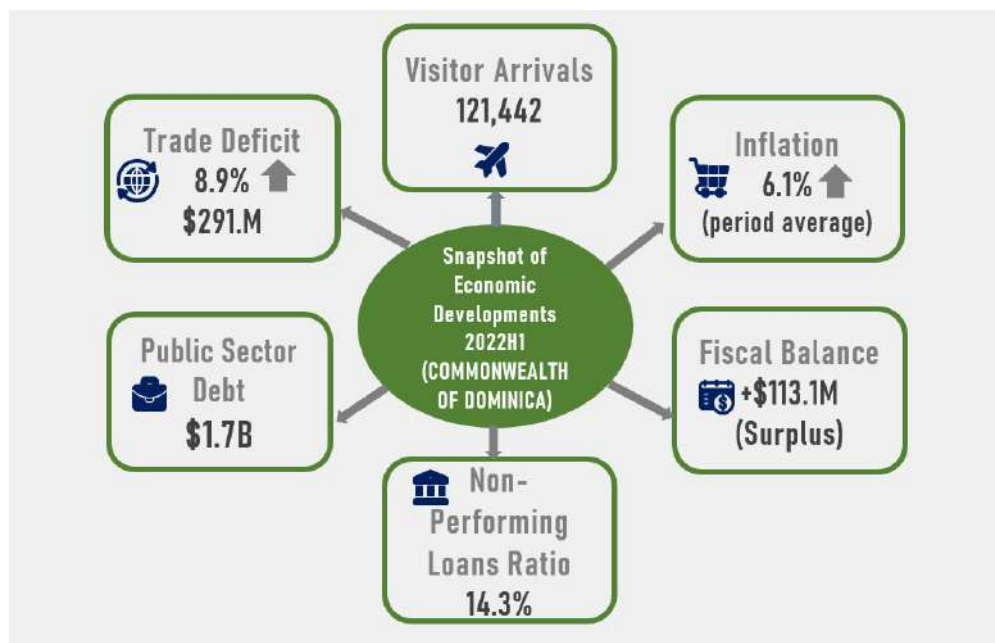 Visitor Arrivals
121,442
Trade Deficit
8.9%
$291.M
Inflation
6.1%
(period average)
Snapshot of
Economic
Developments
2022H1
(COMMONWEALTH
OF DOMINICA)
Public Sector
Debt
$1.7B
Fiscal Balance
+$113.1M
(Surplus)
Non-
Performing
Loans Ratio
14.3%